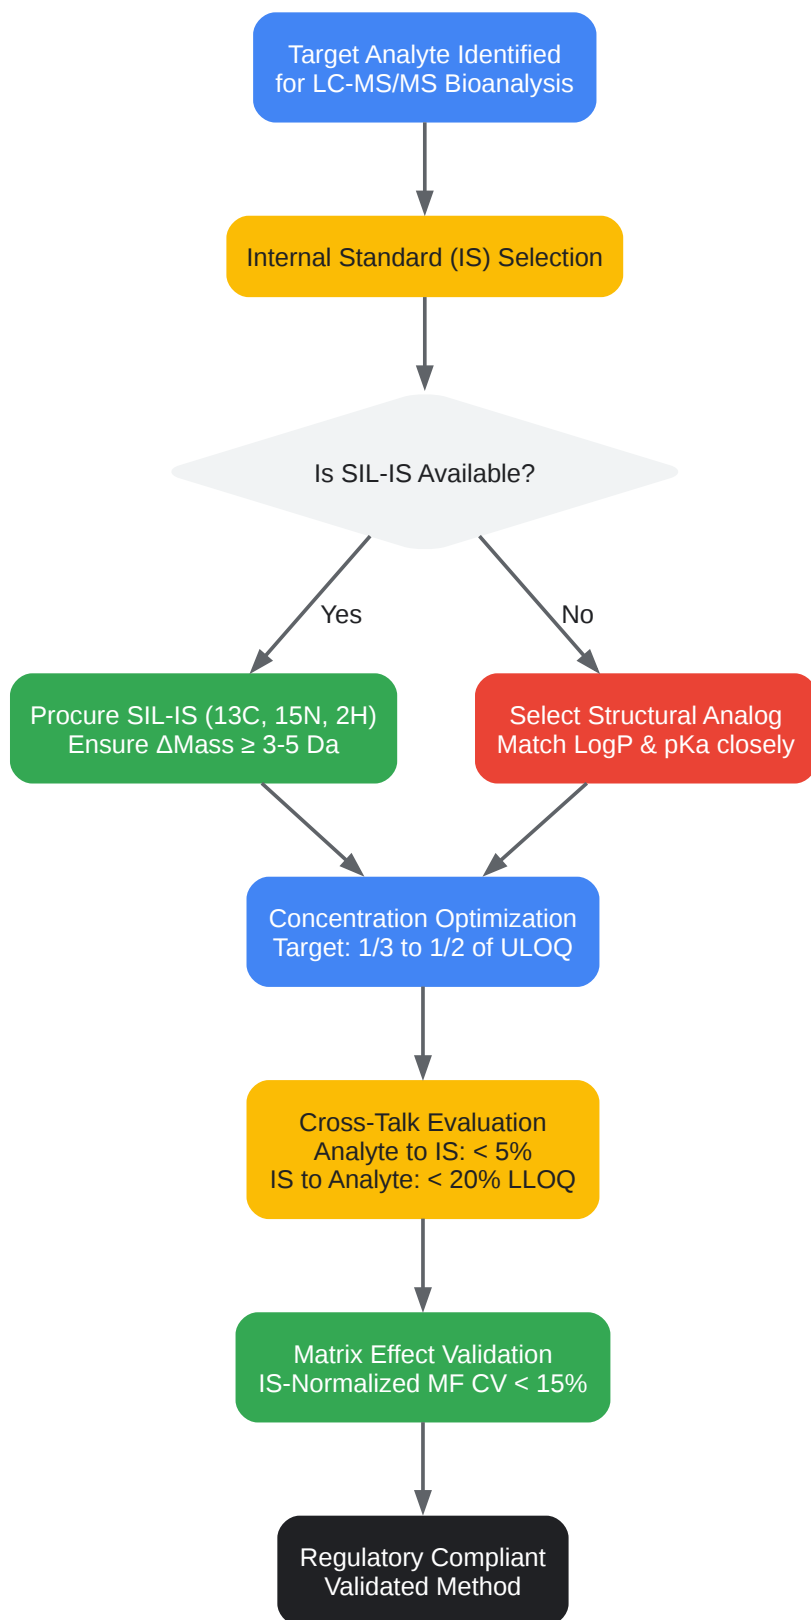 Target Analyte Identified
for LC-MS/MS Bioanalysis
Internal Standard (IS) Selection
Is SIL-IS Available?
Yes
No
Procure SIL-IS (13C, 15N, 2H)
Ensure ΔMass ≥ 3-5 Da
Select Structural Analog
Match LogP & pKa closely
Concentration Optimization
Target: 1/3 to 1/2 of ULOQ
Cross-Talk Evaluation
Analyte to IS: < 5%
IS to Analyte: < 20% LLOQ
Matrix Effect Validation
IS-Normalized MF CV < 15%
Regulatory Compliant
Validated Method